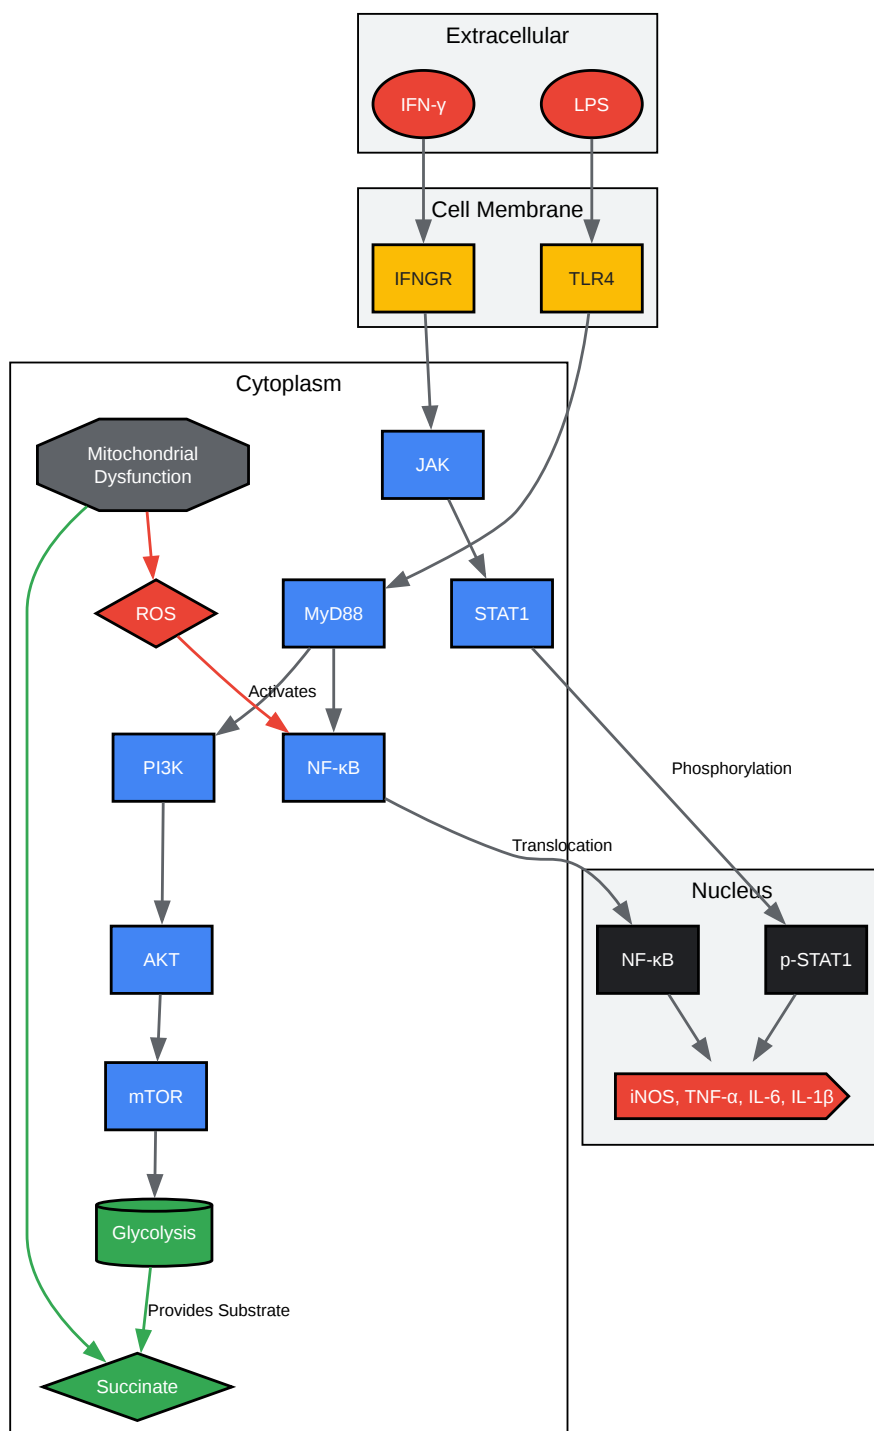 Extracellular
IFN-γ
LPS
Cell Membrane
IFNGR
TLR4
Cytoplasm
Mitochondrial
Dysfunction
JAK
ROS
MyD88
STAT1
Activates
PI3K
NF-κB
Phosphorylation
Translocation
Nucleus
AKT
NF-κB
p-STAT1
mTOR
iNOS, TNF-α, IL-6, IL-1β
Glycolysis
Provides Substrate
Succinate